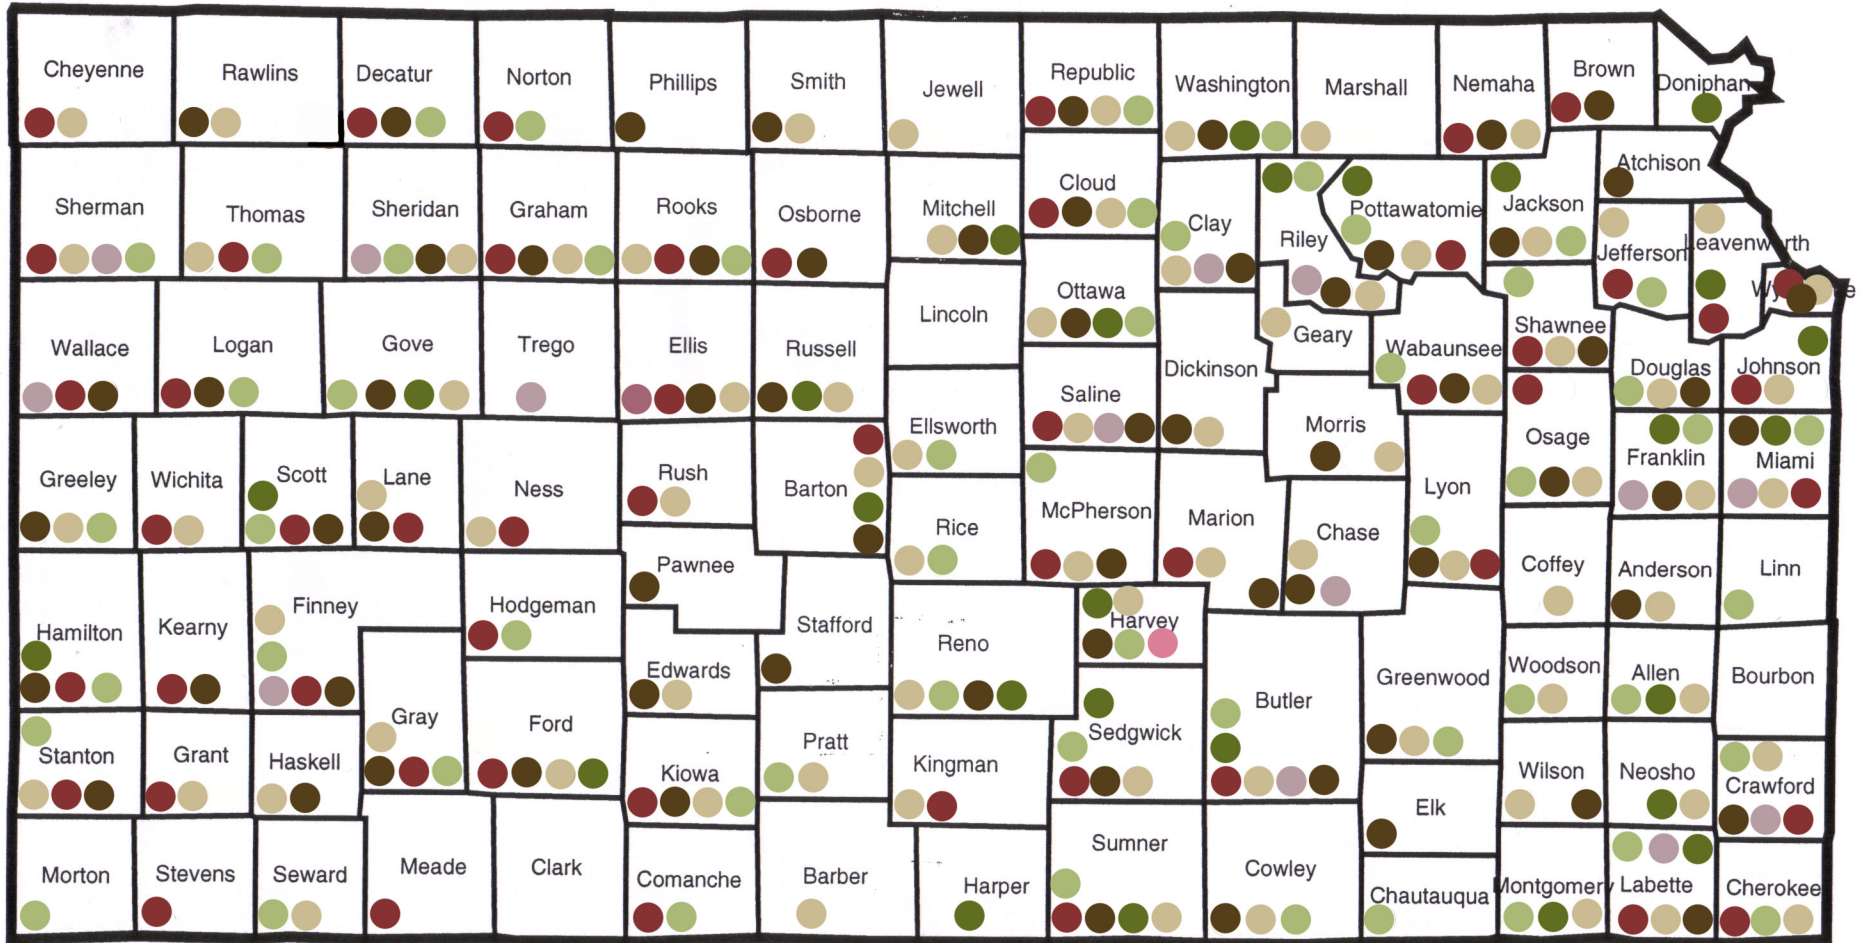 Cheyenne
Rawlins
Decatur
Norton
Phillips
Smith
Jewell
Republic
Washington
Marshall
Nemaha
Brown
Doniphan
Sherman
Thomas
Sheridan
Graham
Rooks
Osborne
Mitchell
Cloud
Clay
Riley
Pottawatomie
Jackson
Atchison
Jefferson
Leavenworth
Wallace
Logan
Gove
Trego
Ellis
Russell
Lincoln
Ottawa
Saline
Dickinson
Geary
Wabaunsee
Shawnee
Douglas
Johnson
Greeley
Wichita
Scott
Lane
Ness
Rush
Barton
Ellsworth
Rice
McPherson
Marion
Morris
Chase
Lyon
Osage
Franklin
Miami
Hamilton
Kearny
Finney
Hodgeman
Pawnee
Stafford
Edwards
Reno
Harvey
Coffey
Anderson
Linn
Stanton
Grant
Haskell
Gray
Ford
Kiowa
Pratt
Kingman
Sedgwick
Butler
Greenwood
Woodson
Allen
Bourbon
Wilson
Neosho
Crawford
Elk
Morton
Stevens
Seward
Meade
Clark
Comanche
Barber
Harper
Sumner
Cowley
Chautauqua
Montgomery
Labette
Cherokee